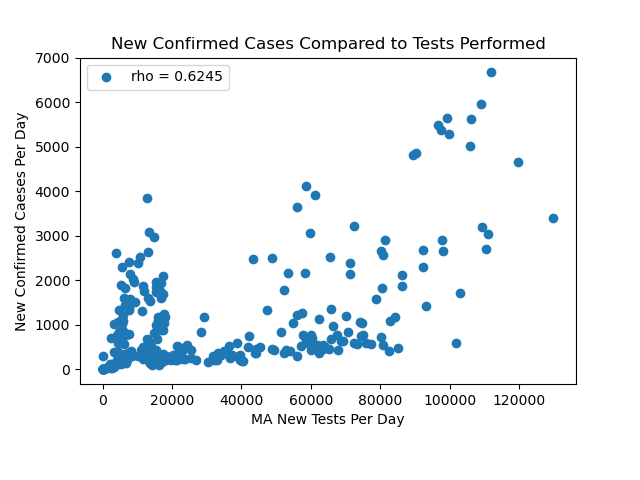 New Confirmed Cases Compared to Tests Performed
rho = 0.6245
New Confirmed Caeses Per Day
7000
6000
5000
4000
3000
2000
1000
0
0 20000 40000 60000 80000 100000 120000
MA New Tests Per Day